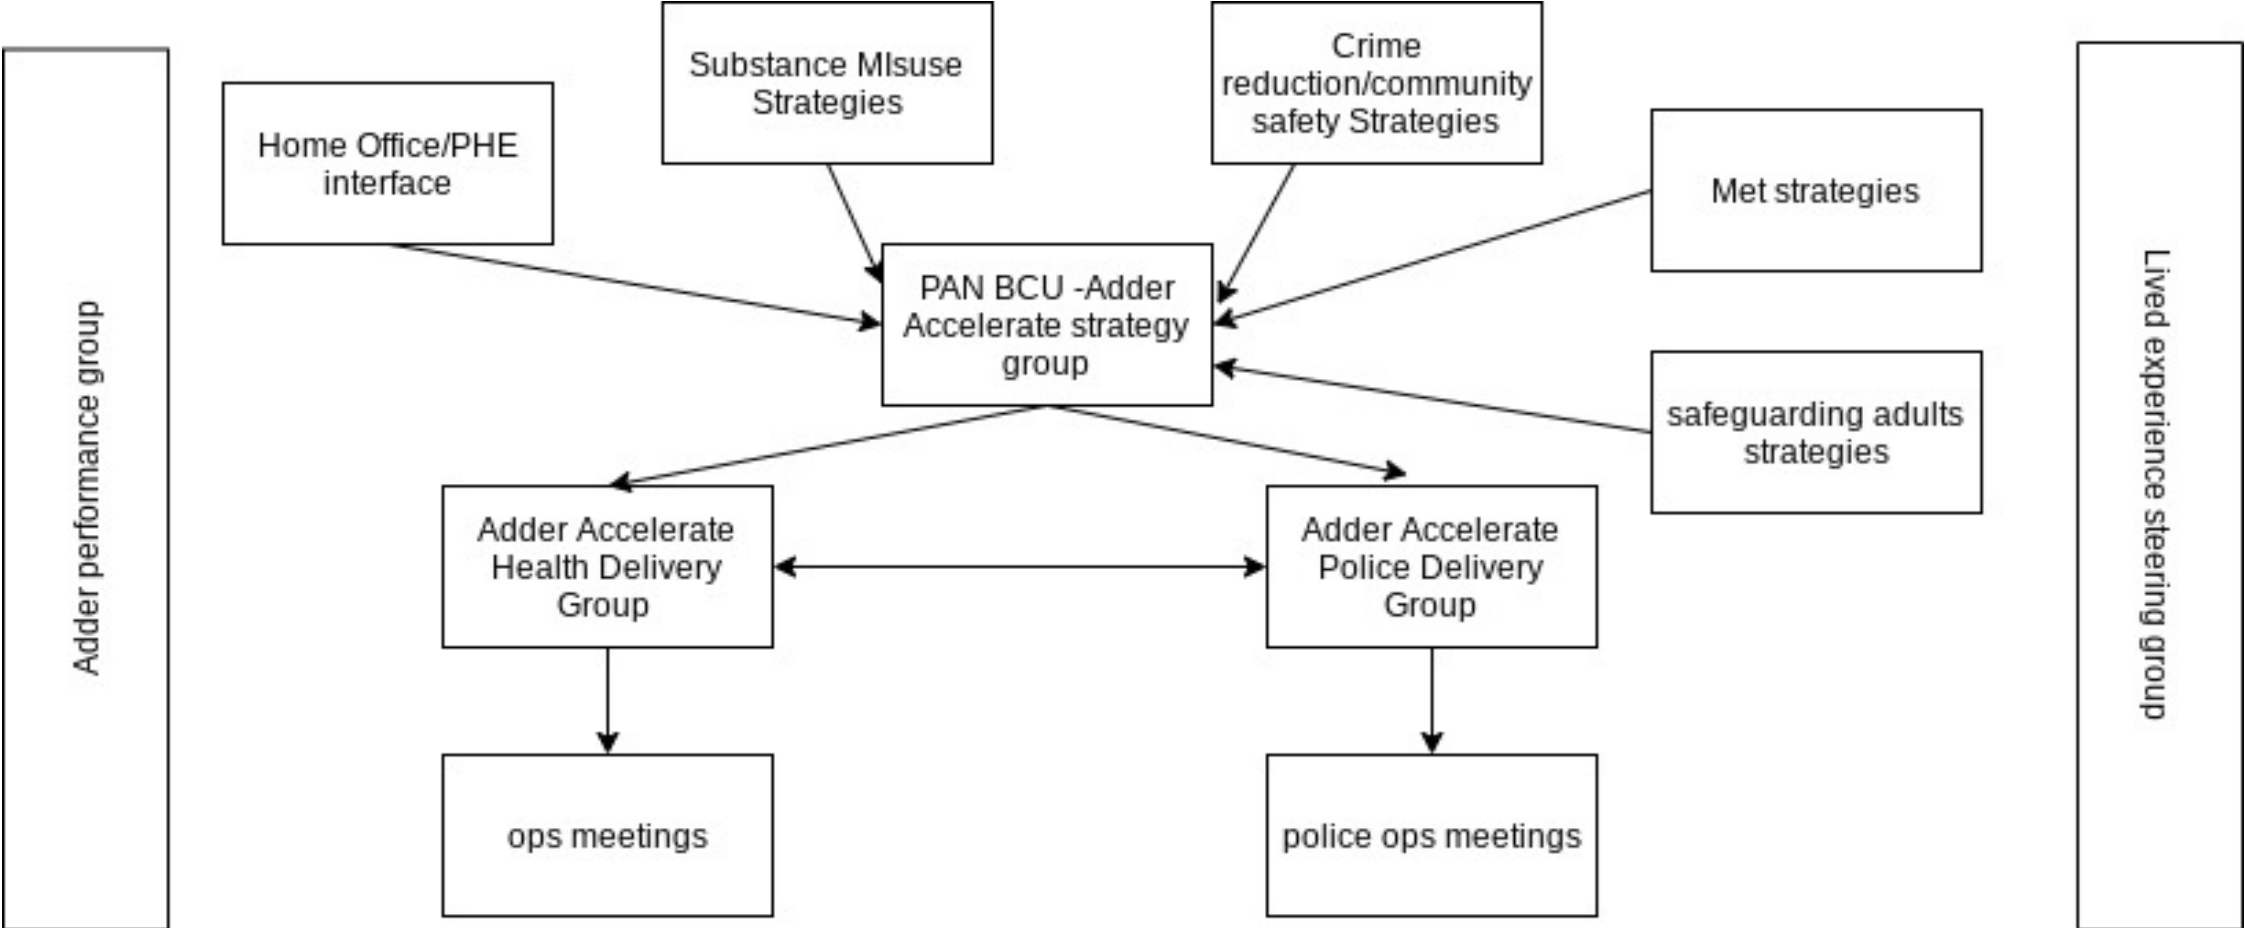 Substance MIsuse
Strategies
Crime
reduction/community
safety Strategies
Home Office/PHE
interface
Met strategies
PAN BCU -Adder
Accelerate strategy
group
safeguarding adults
strategies
Adder Accelerate
Health Delivery
Group
Adder Accelerate
Police Delivery
Group
ops meetings
police ops meetings
Adder performance group
Lived experience steering group